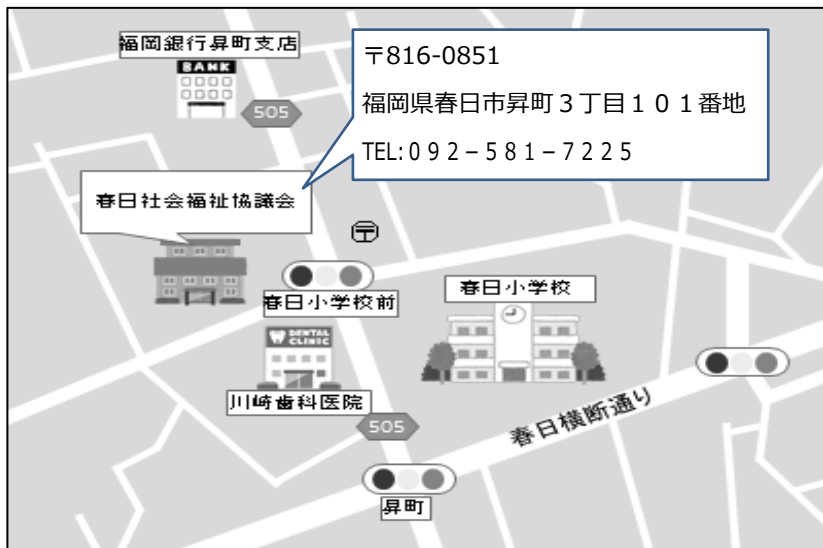 福岡銀行昇町支店
BANK
505
〒816-0851
福岡県春日市昇町３丁目１０１番地
TEL:０９２－５８１－７２２５
春日社会福祉協議会
〒
春日小学校前
春日小学校
DENTAL
CLINIC
川崎歯科医院
505
春日横断通り
昇町